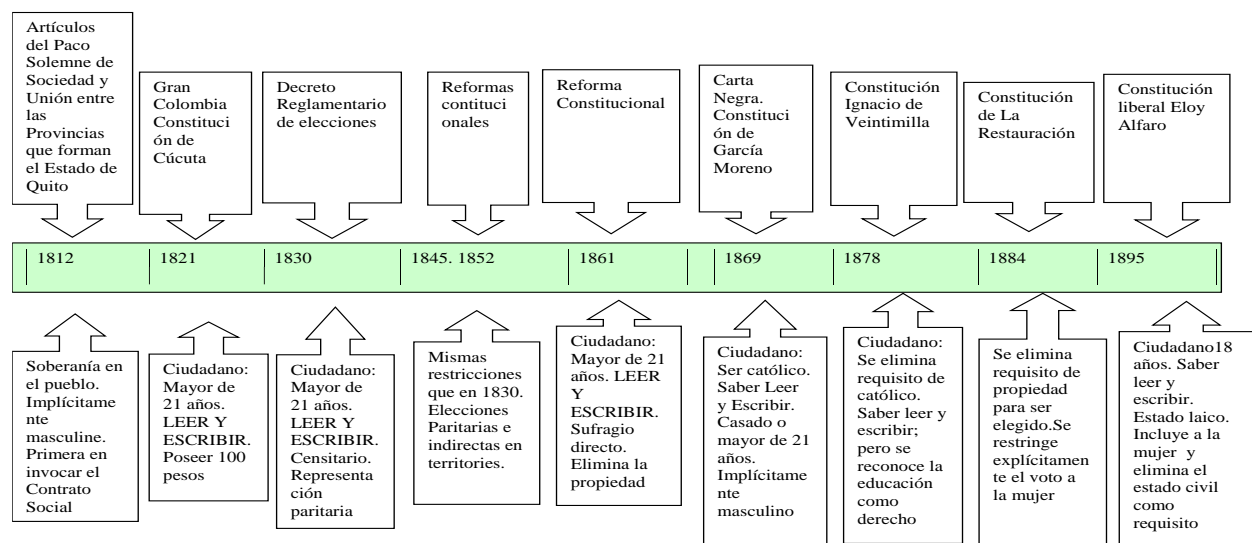 Artículos
del Paco
Solemne de
Sociedad y
Unión entre
las
Provincias
que forman
el Estado de
Quito
Gran
Colombia
Constituci
ón de
Cúcuta
Decreto
Reglamentario
de elecciones
Reformas
contituci
onales
Reforma
Constitucional
Carta
Negra.
Constitución
de García
Moreno
Constitución
Ignacio de
Veintimilla
Constitución
de La
Restauración
Constitución
liberal Eloy
Alfaro
1812
1821
1830
1845. 1852
1861
1869
1878
1884
1895
Soberanía en
el pueblo.
Implícitame
nte
masculine.
Primera en
invocar el
Contrato
Social
Ciudadano:
Mayor de
21 años.
LEER Y
ESCRIBIR.
Poseer 100
pesos
Ciudadano:
Mayor de
21 años.
LEER Y
ESCRIBIR
Censitario.
Representa
ción
paritaria
Mismas
restricciones
que en 1830.
Elecciones
Paritarias e
indirectas en
territories.
Ciudadano:
Mayor de 21
años. LEER
Y
ESCRIBIR.
Sufragio
directo.
Elimina la
propiedad
Ciudadano:
Ser católico.
Saber Leer
y Escribir.
Casado o
mayor de 21
años.
Implícitame
nte
masculino
Ciudadano:
Se elimina
requisito de
católico.
Saber leer y
escribir;
pero se
reconoce la
educación
como
derecho
Se elimina
requisito de
propiedad
para ser
elegido.Se
restringe
explícitamen
te el voto a
la mujer
Ciudadano18
años. Saber
leer y
escribir.
Estado laico.
Incluye a la
mujer y
elimina el
estado civil
como
requisito